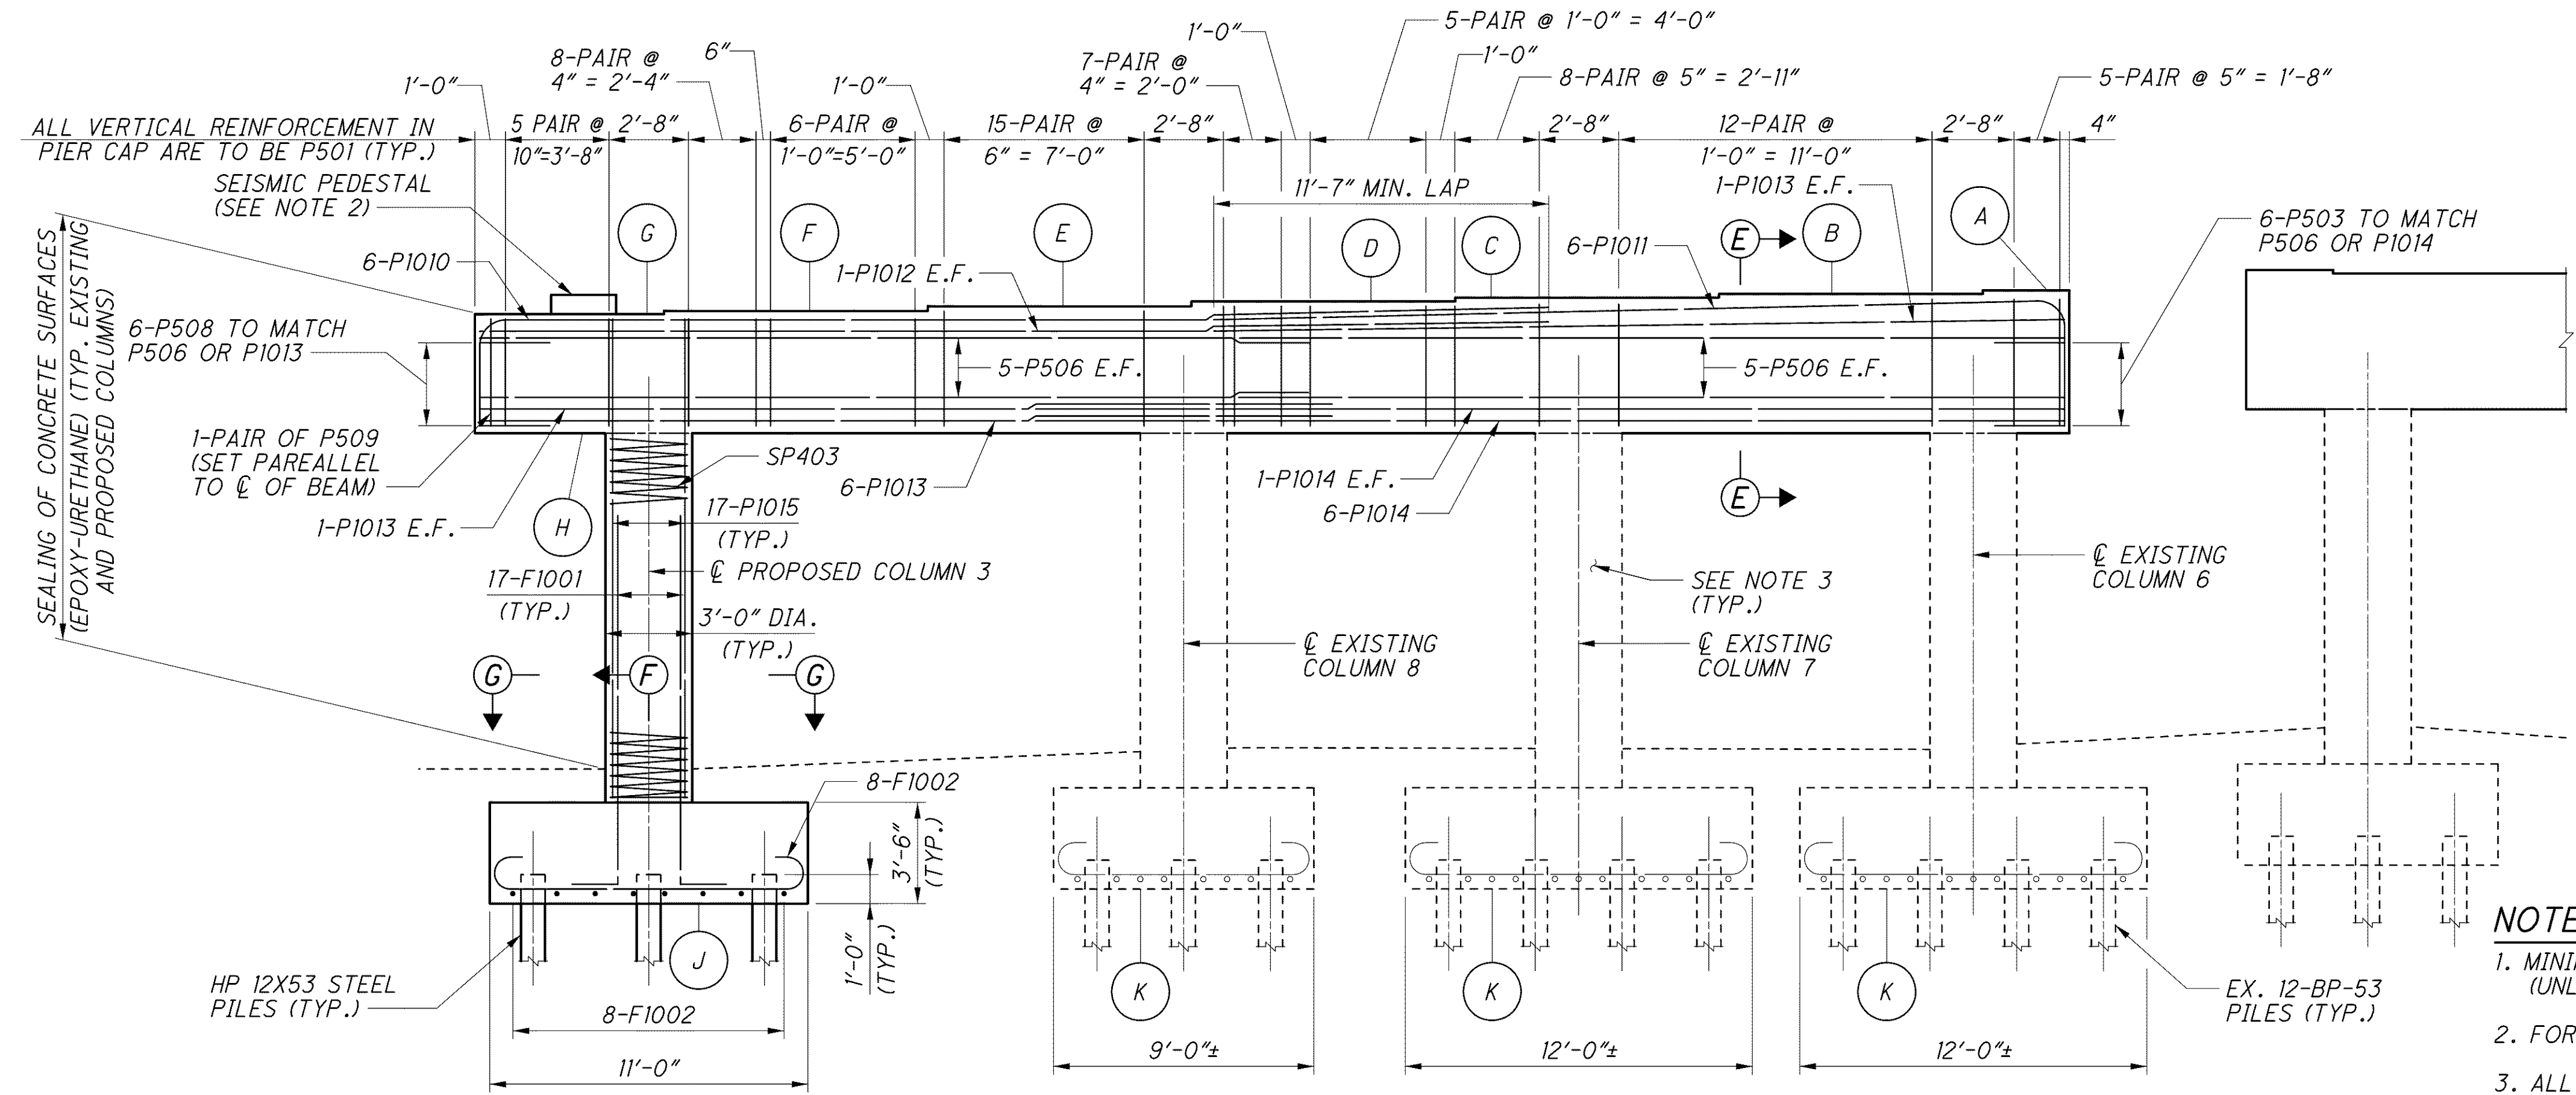 5-PAIR @ 1'-0" = 4'-0"
1'-0"
1'-0"
6"
8-PAIR @
4" = 2'-4"
7-PAIR @
4" = 2'-0"
8-PAIR @ 5" = 2'-11"
5-PAIR @ 5" = 1'-8"
1'-0"
1'-0"
ALL VERTICAL REINFORCEMENT IN
PIER CAP ARE TO BE P501 (TYP.)
5 PAIR @
10"=3'-8"
2'-8"
6-PAIR @
1'-0"=5'-0"
15-PAIR @
6" = 7'-0"
2'-8"
2'-8"
12-PAIR @
1'-0" = 11'-0"
2'-8"
4"
SEISMIC PEDESTAL
(SEE NOTE 2)
11'-7" MIN. LAP
1-P1013 E.F.
G
F
E
D
C
E
B
A
6-P503 TO MATCH
P506 OR P1014
6-P1010
1-P1012 E.F.
6-P1011
6-P508 TO MATCH
P506 OR P1013
5-P506 E.F.
5-P506 E.F.
SEALING OF CONCRETE SURFACES
(EPOXY-URETHANE) (TYP. EXISTING
AND PROPOSED COLUMNS)
1-PAIR OF P509
(SET PAREALLEL
TO ℄ OF BEAM)
SP403
6-P1013
1-P1014 E.F.
6-P1014
E
1-P1013 E.F.
H
17-P1015
(TYP.)
℄ PROPOSED COLUMN 3
17-F1001
(TYP.)
3'-0" DIA.
(TYP.)
SEE NOTE 3
(TYP.)
℄ EXISTING
COLUMN 6
℄ EXISTING
COLUMN 8
℄ EXISTING
COLUMN 7
G
F
G
8-F1002
3'-6"
(TYP.)
1'-0"
(TYP.)
J
K
K
K
HP 12X53 STEEL
PILES (TYP.)
8-F1002
11'-0"
9'-0"±
12'-0"±
12'-0"±
EX. 12-BP-53
PILES (TYP.)
NOTE
1. MINI
(UNL
2. FOR
3. ALL